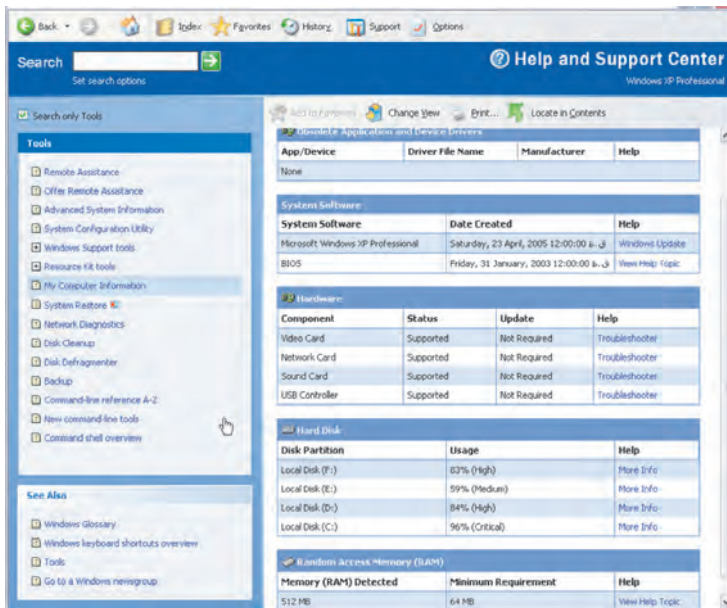 Back
Index
Favorites
History
Support
Options
Search
Set search options
Help and Support Center
Windows XP Professional
Search only Tools
Tools
Remote Assistance
Offer Remote Assistance
Advanced System Information
System Configuration Utility
Windows Support tools
Resource Kit tools
My Computer Information
System Restore
Network Diagnostics
Disk Cleanup
Disk Defragmenter
Backup
Command-line reference A-Z
New command-line tools
Command shell overview
See Also
Windows Glossary
Windows keyboard shortcuts overview
Tools
Go to a Windows newsgroup
Add to Favorites
Change View
Print...
Locate in Contents
Obsolete Application and Device Drivers
App/Device Driver File Name Manufacturer Help
None
System Software
System Software Date Created Help
Microsoft Windows XP Professional Saturday, 23 April, 2005 12:00:00 ق.ظ Windows Update
BIOS Friday, 31 January, 2003 12:00:00 ق.ظ View Help Topic
Hardware
Component Status Update Help
Video Card Supported Not Required Troubleshooter
Network Card Supported Not Required Troubleshooter
Sound Card Supported Not Required Troubleshooter
USB Controller Supported Not Required Troubleshooter
Hard Disk
Disk Partition Usage Help
Local Disk (F:) 83% (High) More Info
Local Disk (E:) 59% (Medium) More Info
Local Disk (D:) 84% (High) More Info
Local Disk (C:) 96% (Critical) More Info
Random Access Memory (RAM)
Memory (RAM) Detected Minimum Requirement Help
512 MB 64 MB View Help Topic